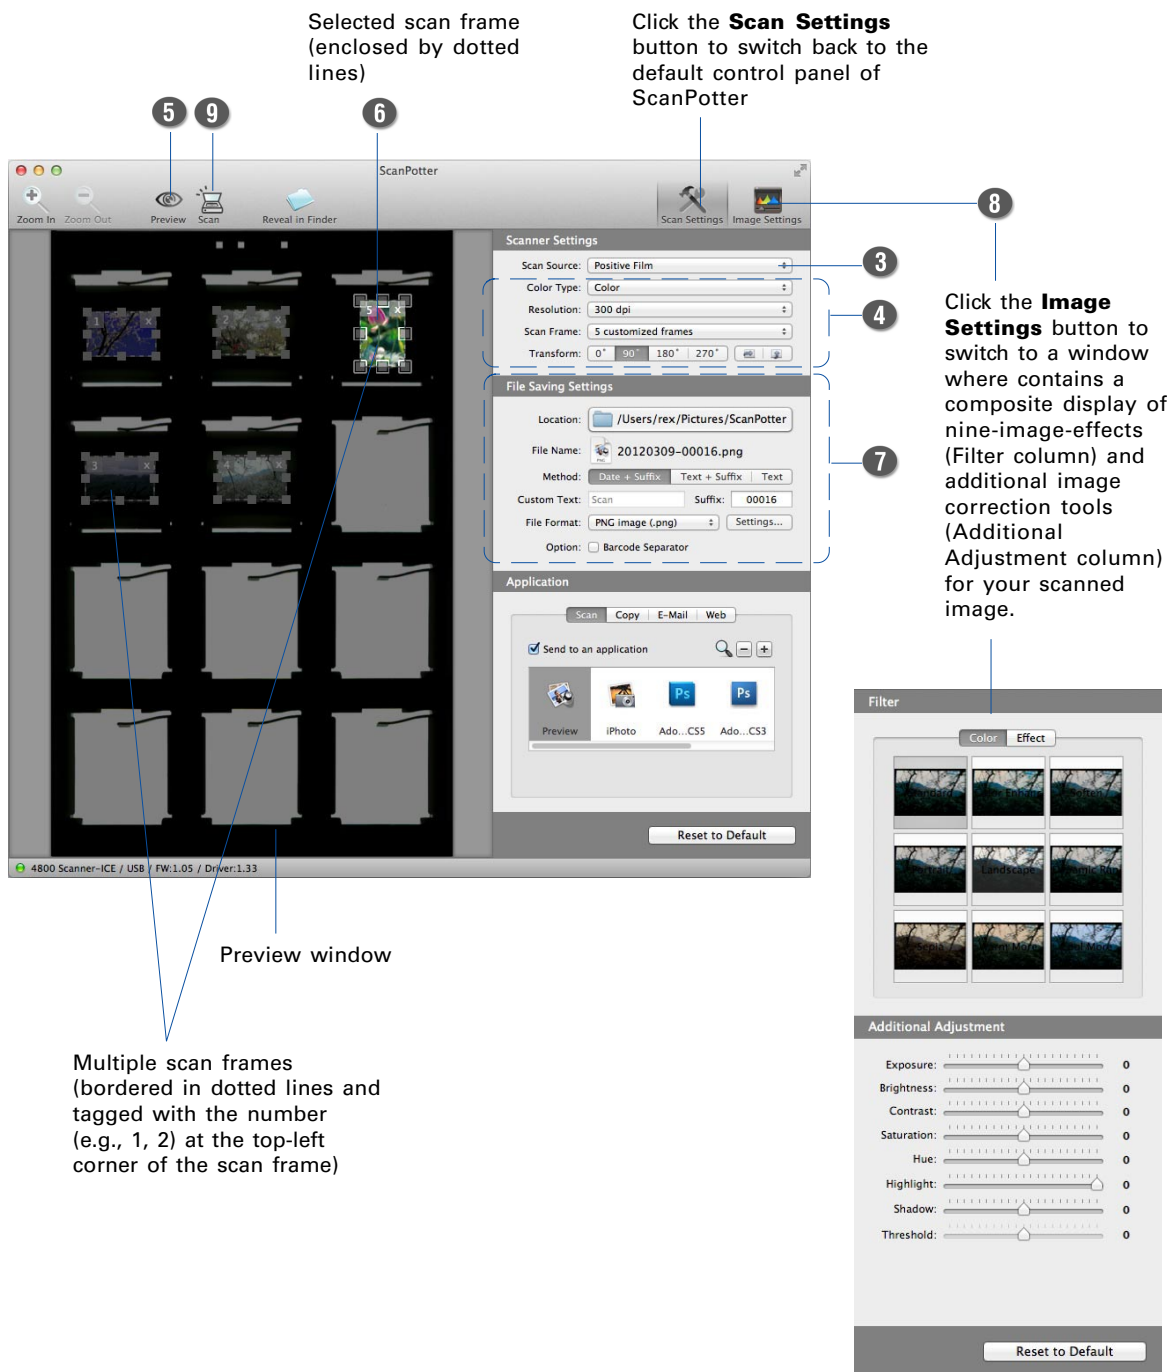 Selected scan frame
(enclosed by dotted
lines)
Click the Scan Settings
button to switch back to the
default control panel of
ScanPotter
5
9
6
ScanPotter
Zoom In
Zoom Out
Preview
Scan
Reveal in Finder
Scan Settings
Image Settings
8
Scanner Settings
Scan Source: Positive Film
3
Color Type: Color
Resolution: 300 dpi
Scan Frame: 5 customized frames
Transform: 0° 90° 180° 270°
4
1 x
2 x
5 x
3 x
4 x
File Saving Settings
Location: /Users/rex/Pictures/ScanPotter
File Name: PNG 20120309-00016.png
Method: Date + Suffix Text + Suffix Text
Custom Text: Scan Suffix: 00016
File Format: PNG image (.png) Settings...
Option: Barcode Separator
7
Click the Image
Settings button to
switch to a window
where contains a
composite display of
nine-image-effects
(Filter column) and
additional image
correction tools
(Additional
Adjustment column)
for your scanned
image.
Application
Scan Copy E-Mail Web
Send to an application
Ps
Ps
Preview iPhoto Ado...CS5 Ado...CS3
Reset to Default
4800 Scanner-ICE / USB / FW:1.05 / Driver:1.33
Preview window
Multiple scan frames
(bordered in dotted lines and
tagged with the number
(e.g., 1, 2) at the top-left
corner of the scan frame)
Filter
Color Effect
Landscape
Sepia
Additional Adjustment
Exposure: 0
Brightness: 0
Contrast: 0
Saturation: 0
Hue: 0
Highlight: 0
Shadow: 0
Threshold: 0
Reset to Default